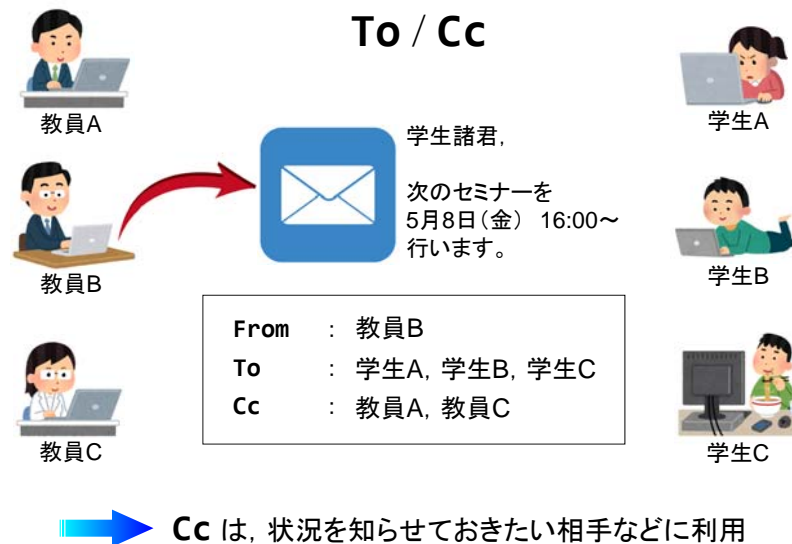 To / Cc
教員A
学生A
学生諸君，
次のセミナーを
5月8日（金） 16:00～
行います。
教員B
学生B
From ： 教員B
To ： 学生A，学生B，学生C
Cc ： 教員A，教員C
教員C
学生C
Cc は，状況を知らせておきたい相手などに利用